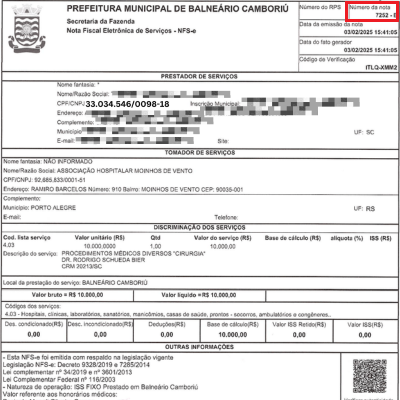 PREFEITURA MUNICIPAL DE BALNEÁRIO CAMBORIÚ
Secretaria da Fazenda
Nota Fiscal Eletrônica de Serviços - NFS-e
Número do RPS
Número da nota
7252 - E
Data da emissão da nota
03/02/2025 15:41:05
Data do fato gerador
03/02/2025 15:41:05
Código de Verificação
ITLQ-XMM2
PRESTADOR DE SERVIÇOS
Nome fantasia: *
Nome/Razão Social:
CPF/CNPJ 33.034.546/0098-18 Inscrição Municipal:
Endereço:
Complemento:
Município UF: SC
E-mail: Site:
TOMADOR DE SERVIÇOS
Nome fantasia: NÃO INFORMADO
Nome/Razão Social: ASSOCIAÇÃO HOSPITALAR MOINHOS DE VENTO
CPF/CNPJ: 92.685.833/0001-51
Endereço: RAMIRO BARCELOS Número: 910 Bairro: MOINHOS DE VENTO CEP: 90035-001
Complemento:
Município: PORTO ALEGRE UF: RS
E-mail: Telefone:
DISCRIMINAÇÃO DOS SERVIÇOS
Cod. lista serviço Valor unitário (R$) Qtd Valor do serviço (R$) Base de cálculo (R$) alíquota (%) ISS (R$)
4.03 10.000,0000 1,00 10.000,00
Descrição do serviço: PROCEDIMENTOS MÉDICOS DIVERSOS "CIRURGIA"
DR. RODRIGO SCHUEDA BIER
CRM 20213/SC
Local da prestação de serviço: BALNEÁRIO CAMBORIÚ
Valor bruto = R$ 10.000,00 Valor líquido = R$ 10.000,00
Códigos dos serviços:
4.03 - Hospitais, clínicas, laboratórios, sanatórios, manicômios, casas de saúde, prontos - socorros, ambulatórios e congêneres..
Des. condicionado(R$) Desc. incondicionado(R$) Deduções(R$) Base de cálculo(R$) Valor ISS Retido(R$) Valor ISS(R$)
0,00 0,00 0,00 10.000,00 0,00 0,00
OUTRAS INFORMAÇÕES
- Esta NFS-e foi emitida com respaldo na legislação vigente
Legislação NFS-e: Decreto 9328/2019 e 7285/2014
Lei complementar nº 34/2019 e nº 3601/2013
Lei Complementar Federal nº 116/2003
- Natureza de operação: ISS FIXO Prestado em Balneário Camboriú
Valor referente aos honorários médicos: